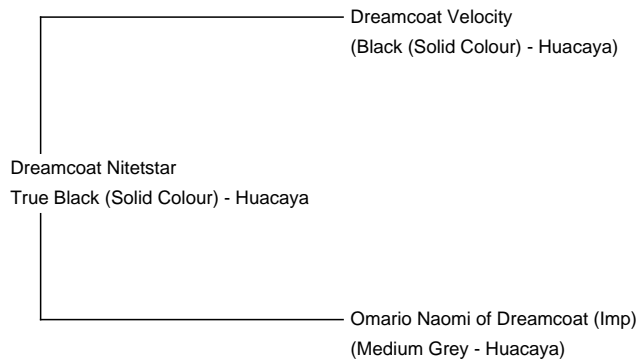 Dreamcoat Velocity
(Black (Solid Colour) - Huacaya)
Dreamcoat Nitetstar
True Black (Solid Colour) - Huacaya
Omario Naomi of Dreamcoat (Imp)
(Medium Grey - Huacaya)